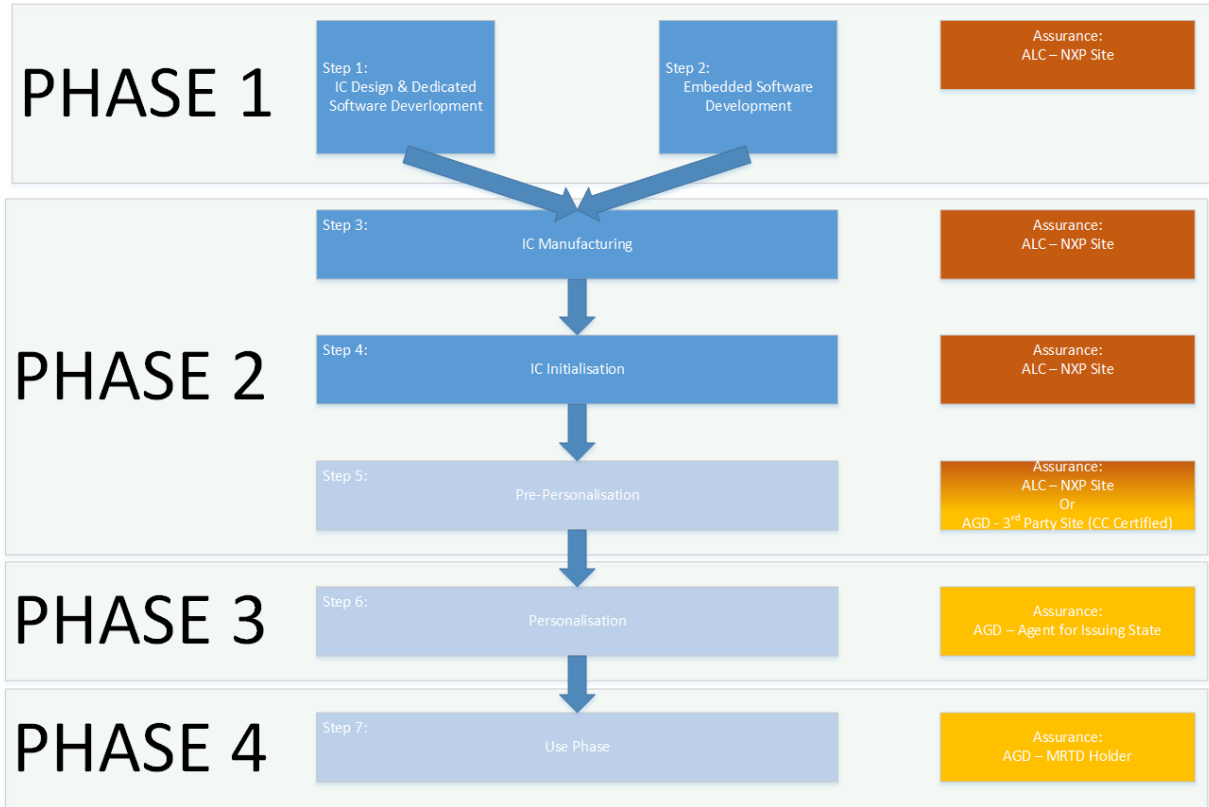 PHASE 1
Step 1:
IC Design & Dedicated
Software Deverlopment
Step 2:
Embedded Software
Development
Assurance:
ALC – NXP Site
PHASE 2
Step 3:
IC Manufacturing
Assurance:
ALC – NXP Site
Step 4:
IC Initialisation
Assurance:
ALC – NXP Site
Step 5:
Pre-Personalisation
Assurance:
ALC – NXP Site
Or
AGD - 3rd Party Site (CC Certified)
PHASE 3
Step 6:
Personalisation
Assurance:
AGD – Agent for Issuing State
PHASE 4
Step 7:
Use Phase
Assurance:
AGD – MRTD Holder